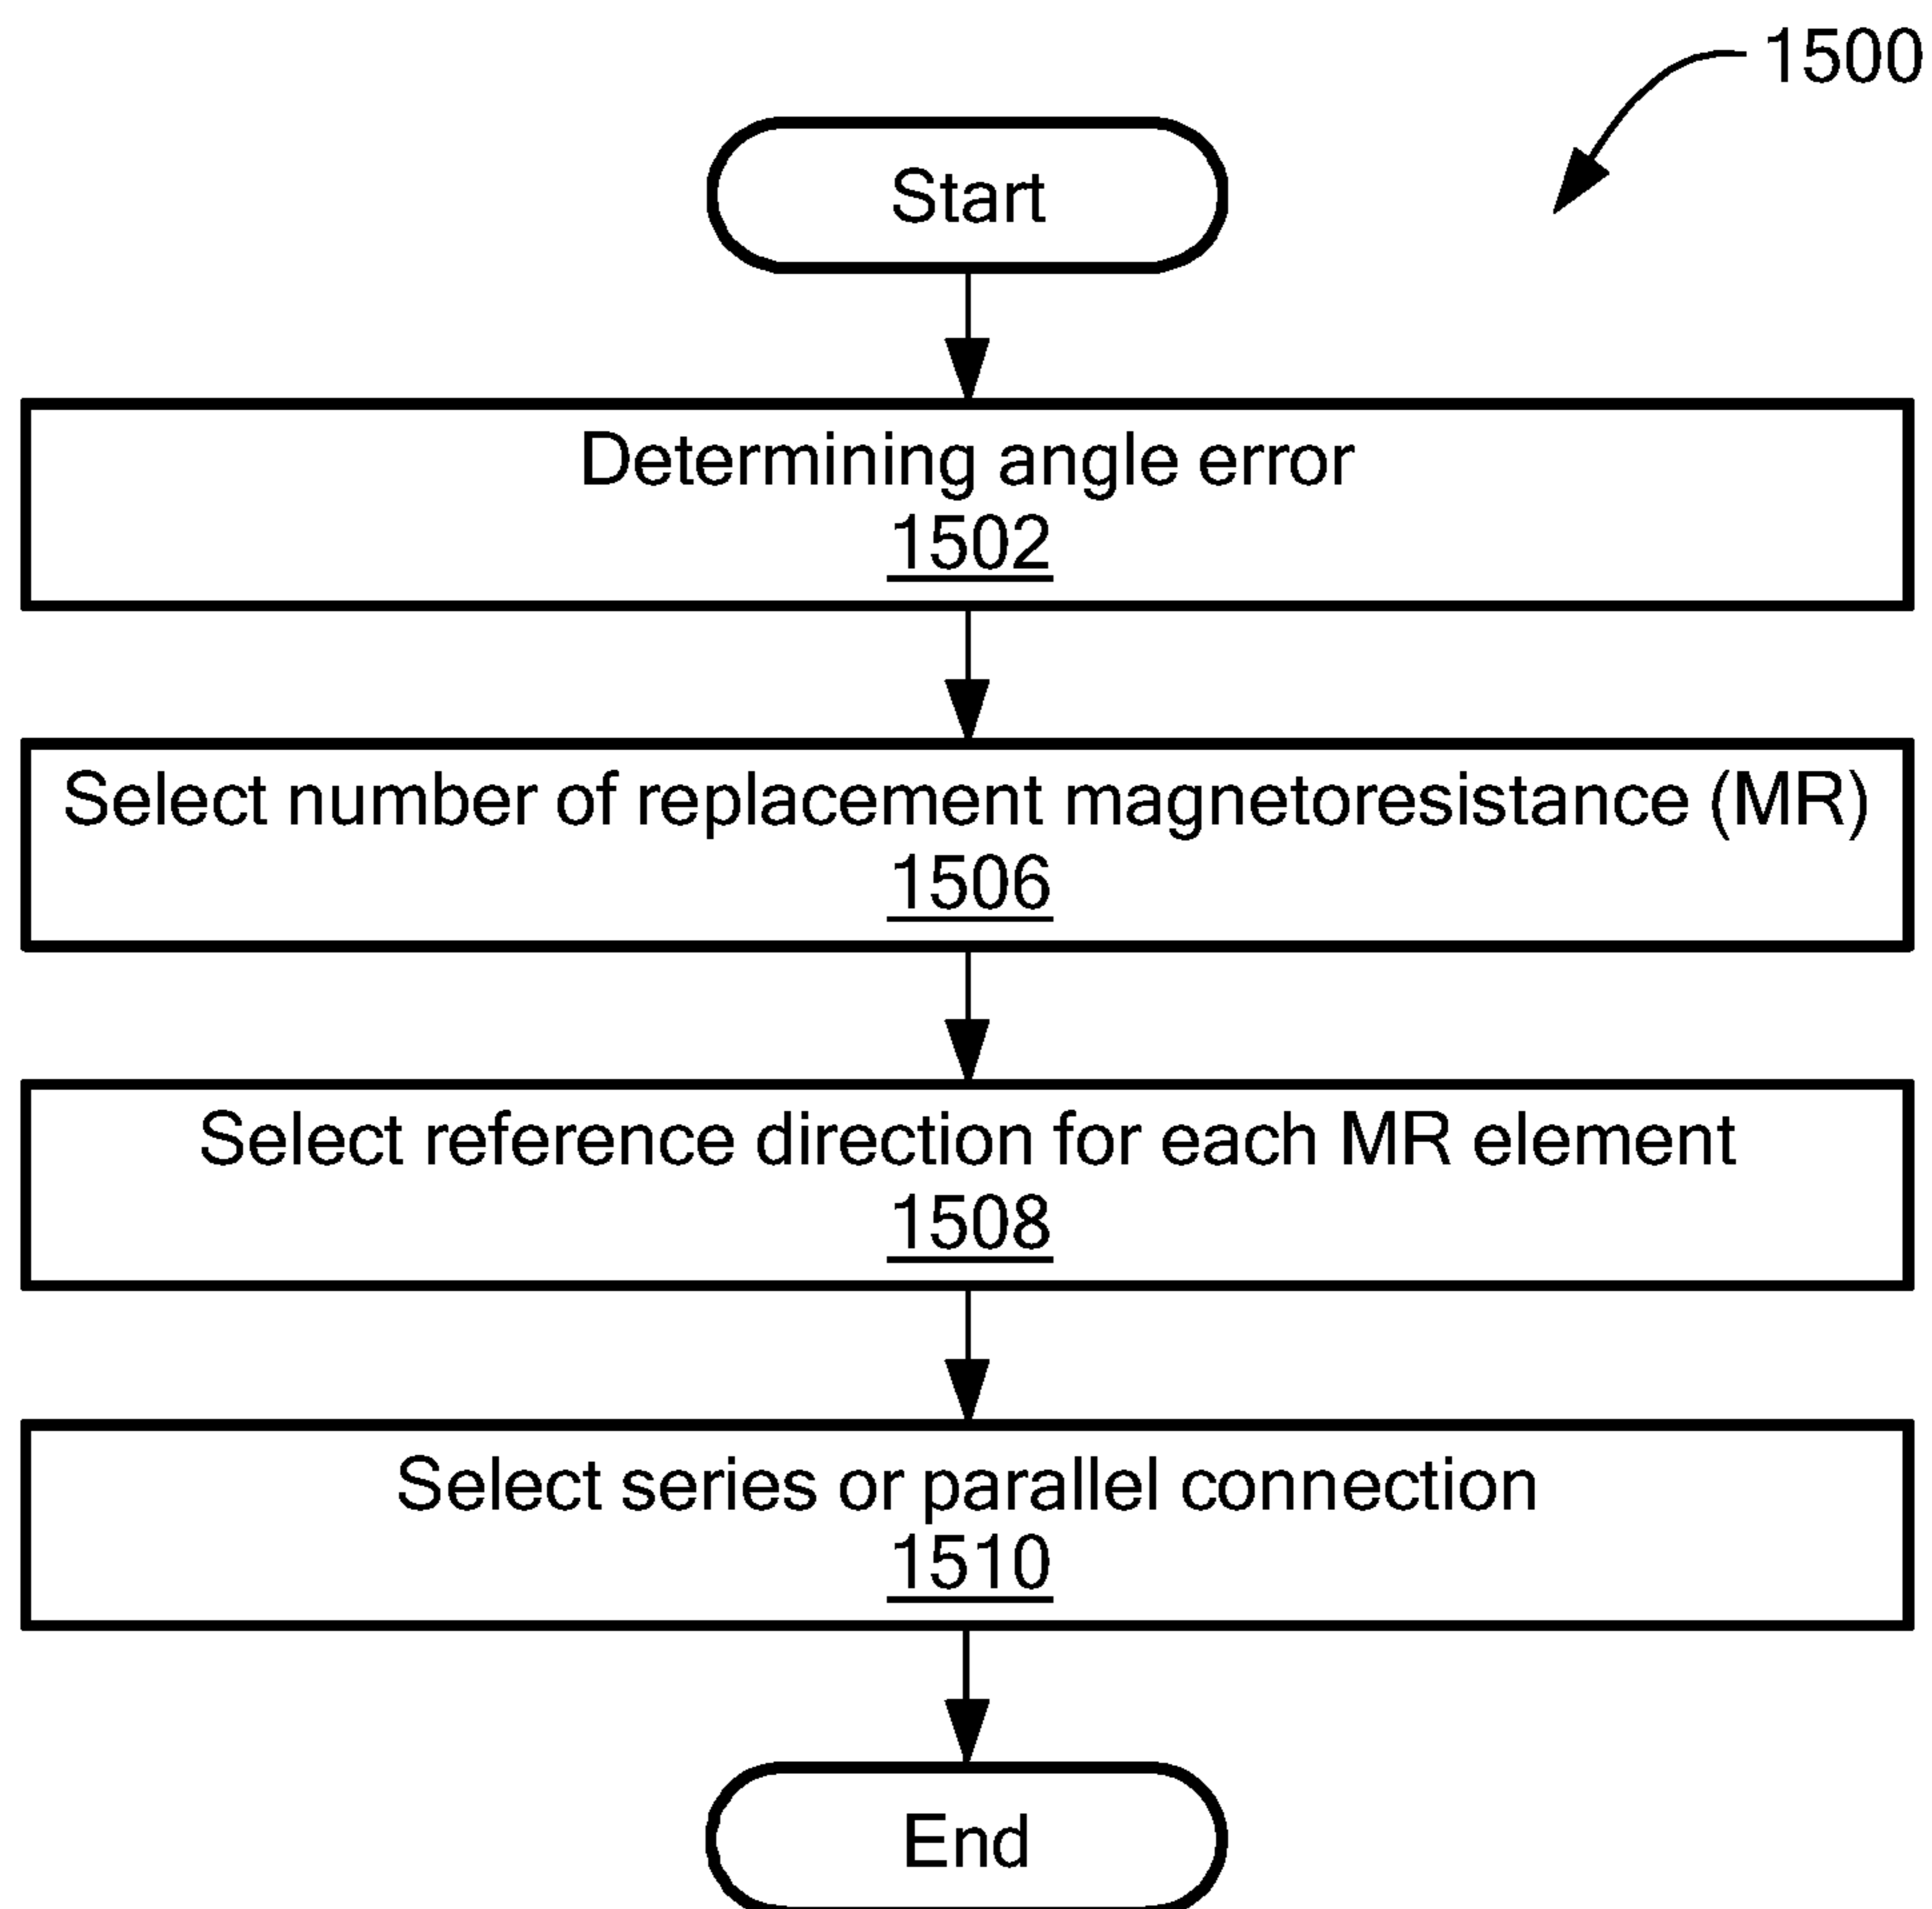 1500
Start
Determining angle error
1502
Select number of replacement magnetoresistance (MR)
1506
Select reference direction for each MR element
1508
Select series or parallel connection
1510
End